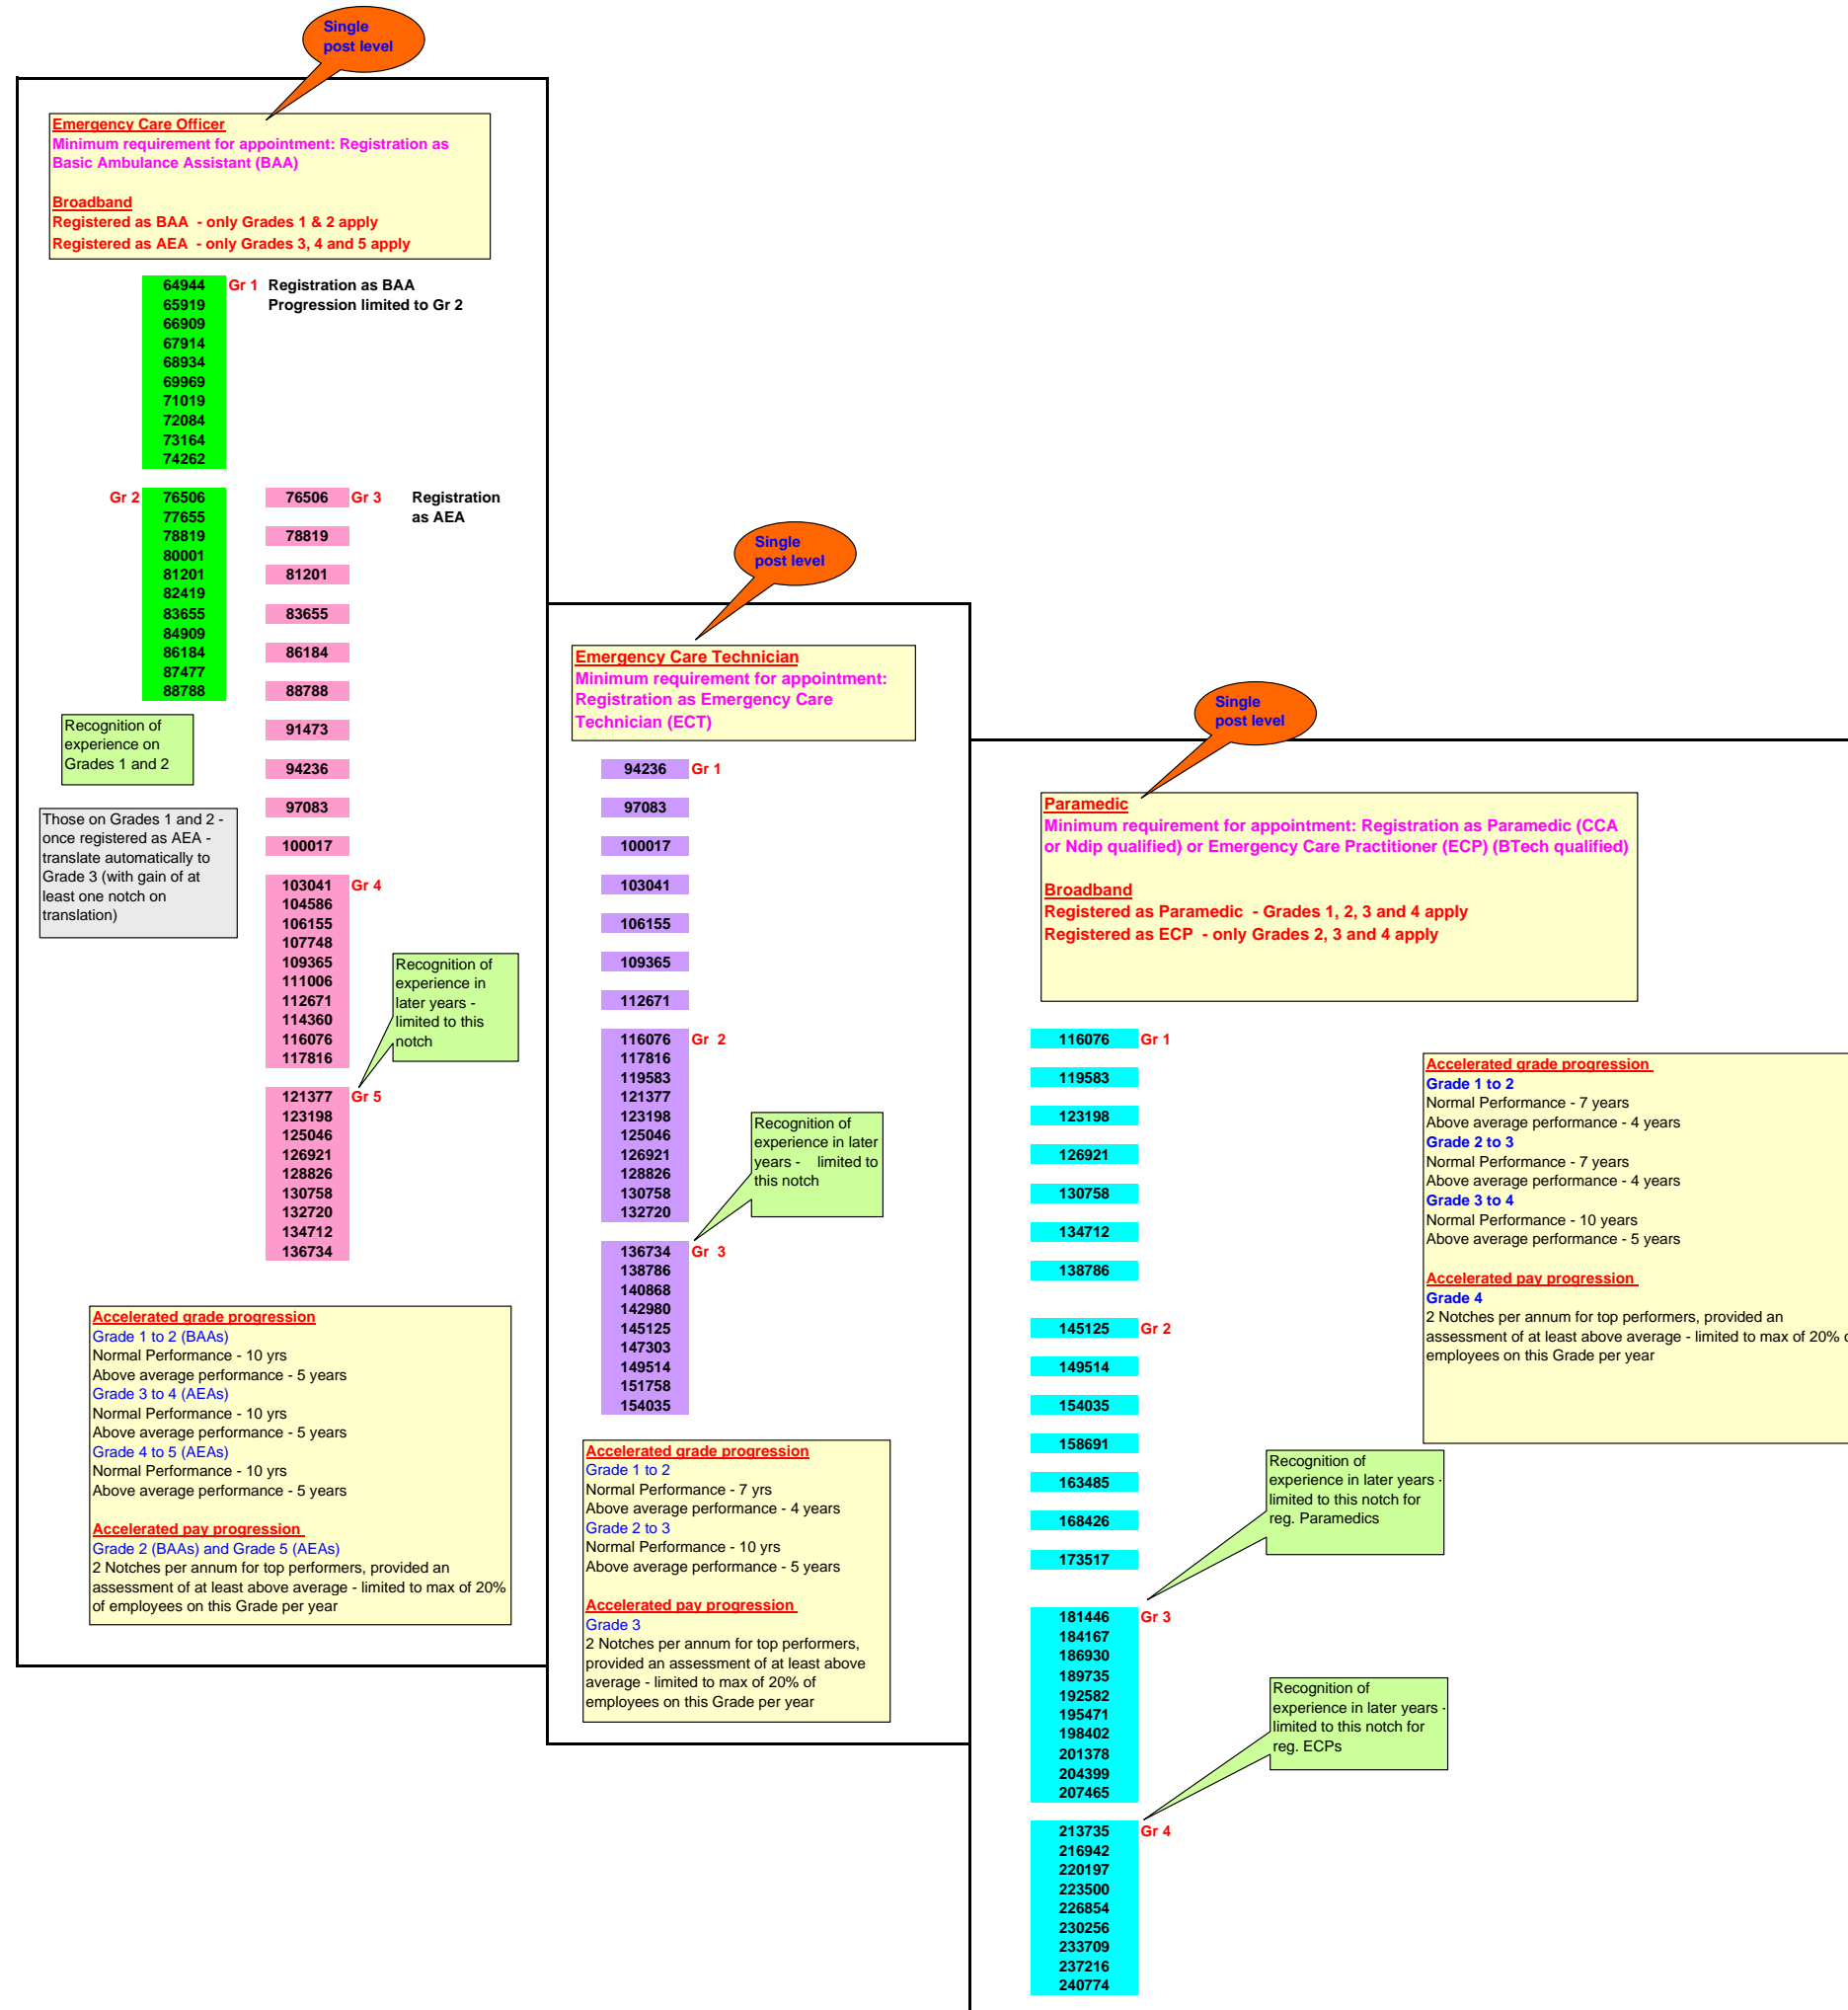 Single
post level
Emergency Care Officer
Minimum requirement for appointment: Registration as
Basic Ambulance Assistant (BAA)
Broadband
Registered as BAA - only Grades 1 & 2 apply
Registered as AEA - only Grades 3, 4 and 5 apply
64944 Gr 1 Registration as BAA
65919 Progression limited to Gr 2
66909
67914
68934
69969
71019
72084
73164
74262
Gr 2 76506
77655
78819
80001
81201
82419
83655
84909
86184
87477
88788
Recognition of
experience on
Grades 1 and 2
Those on Grades 1 and 2 -
once registered as AEA -
translate automatically to
Grade 3 (with gain of at
least one notch on
translation)
76506 Gr 3 Registration
as AEA
78819
81201
83655
86184
88788
91473
94236
97083
100017
103041 Gr 4
104586
106155
107748
109365
111006
112671
114360
116076
117816
Recognition of
experience in
later years -
limited to this
notch
121377 Gr 5
123198
125046
126921
128826
130758
132720
134712
136734
Accelerated grade progression
Grade 1 to 2 (BAAs)
Normal Performance - 10 yrs
Above average performance - 5 years
Grade 3 to 4 (AEAs)
Normal Performance - 10 yrs
Above average performance - 5 years
Grade 4 to 5 (AEAs)
Normal Performance - 10 yrs
Above average performance - 5 years
Accelerated pay progression
Grade 2 (BAAs) and Grade 5 (AEAs)
2 Notches per annum for top performers, provided an
assessment of at least above average - limited to max of 20%
of employees on this Grade per year
Single
post level
Emergency Care Technician
Minimum requirement for appointment:
Registration as Emergency Care
Technician (ECT)
94236 Gr 1
97083
100017
103041
106155
109365
112671
116076 Gr 2
117816
119583
121377
123198
125046
126921
128826
130758
132720
Recognition of
experience in later
years - limited to
this notch
136734 Gr 3
138786
140868
142980
145125
147303
149514
151758
154035
Accelerated grade progression
Grade 1 to 2
Normal Performance - 7 yrs
Above average performance - 4 years
Grade 2 to 3
Normal Performance - 10 yrs
Above average performance - 5 years
Accelerated pay progression
Grade 3
2 Notches per annum for top performers,
provided an assessment of at least above
average - limited to max of 20% of
employees on this Grade per year
Single
post level
Paramedic
Minimum requirement for appointment: Registration as Paramedic (CCA
or Ndip qualified) or Emergency Care Practitioner (ECP) (BTech qualified)
Broadband
Registered as Paramedic - Grades 1, 2, 3 and 4 apply
Registered as ECP - only Grades 2, 3 and 4 apply
116076 Gr 1
119583
123198
126921
130758
134712
138786
145125 Gr 2
149514
154035
158691
163485
168426
173517
Recognition of
experience in later years -
limited to this notch for
reg. Paramedics
181446 Gr 3
184167
186930
189735
192582
195471
198402
201378
204399
207465
Recognition of
experience in later years -
limited to this notch for
reg. ECPs
213735 Gr 4
216942
220197
223500
226854
230256
233709
237216
240774
Accelerated grade progression
Grade 1 to 2
Normal Performance - 7 years
Above average performance - 4 years
Grade 2 to 3
Normal Performance - 7 years
Above average performance - 4 years
Grade 3 to 4
Normal Performance - 10 years
Above average performance - 5 years
Accelerated pay progression
Grade 4
2 Notches per annum for top performers, provided an
assessment of at least above average - limited to max of 20%
employees on this Grade per year